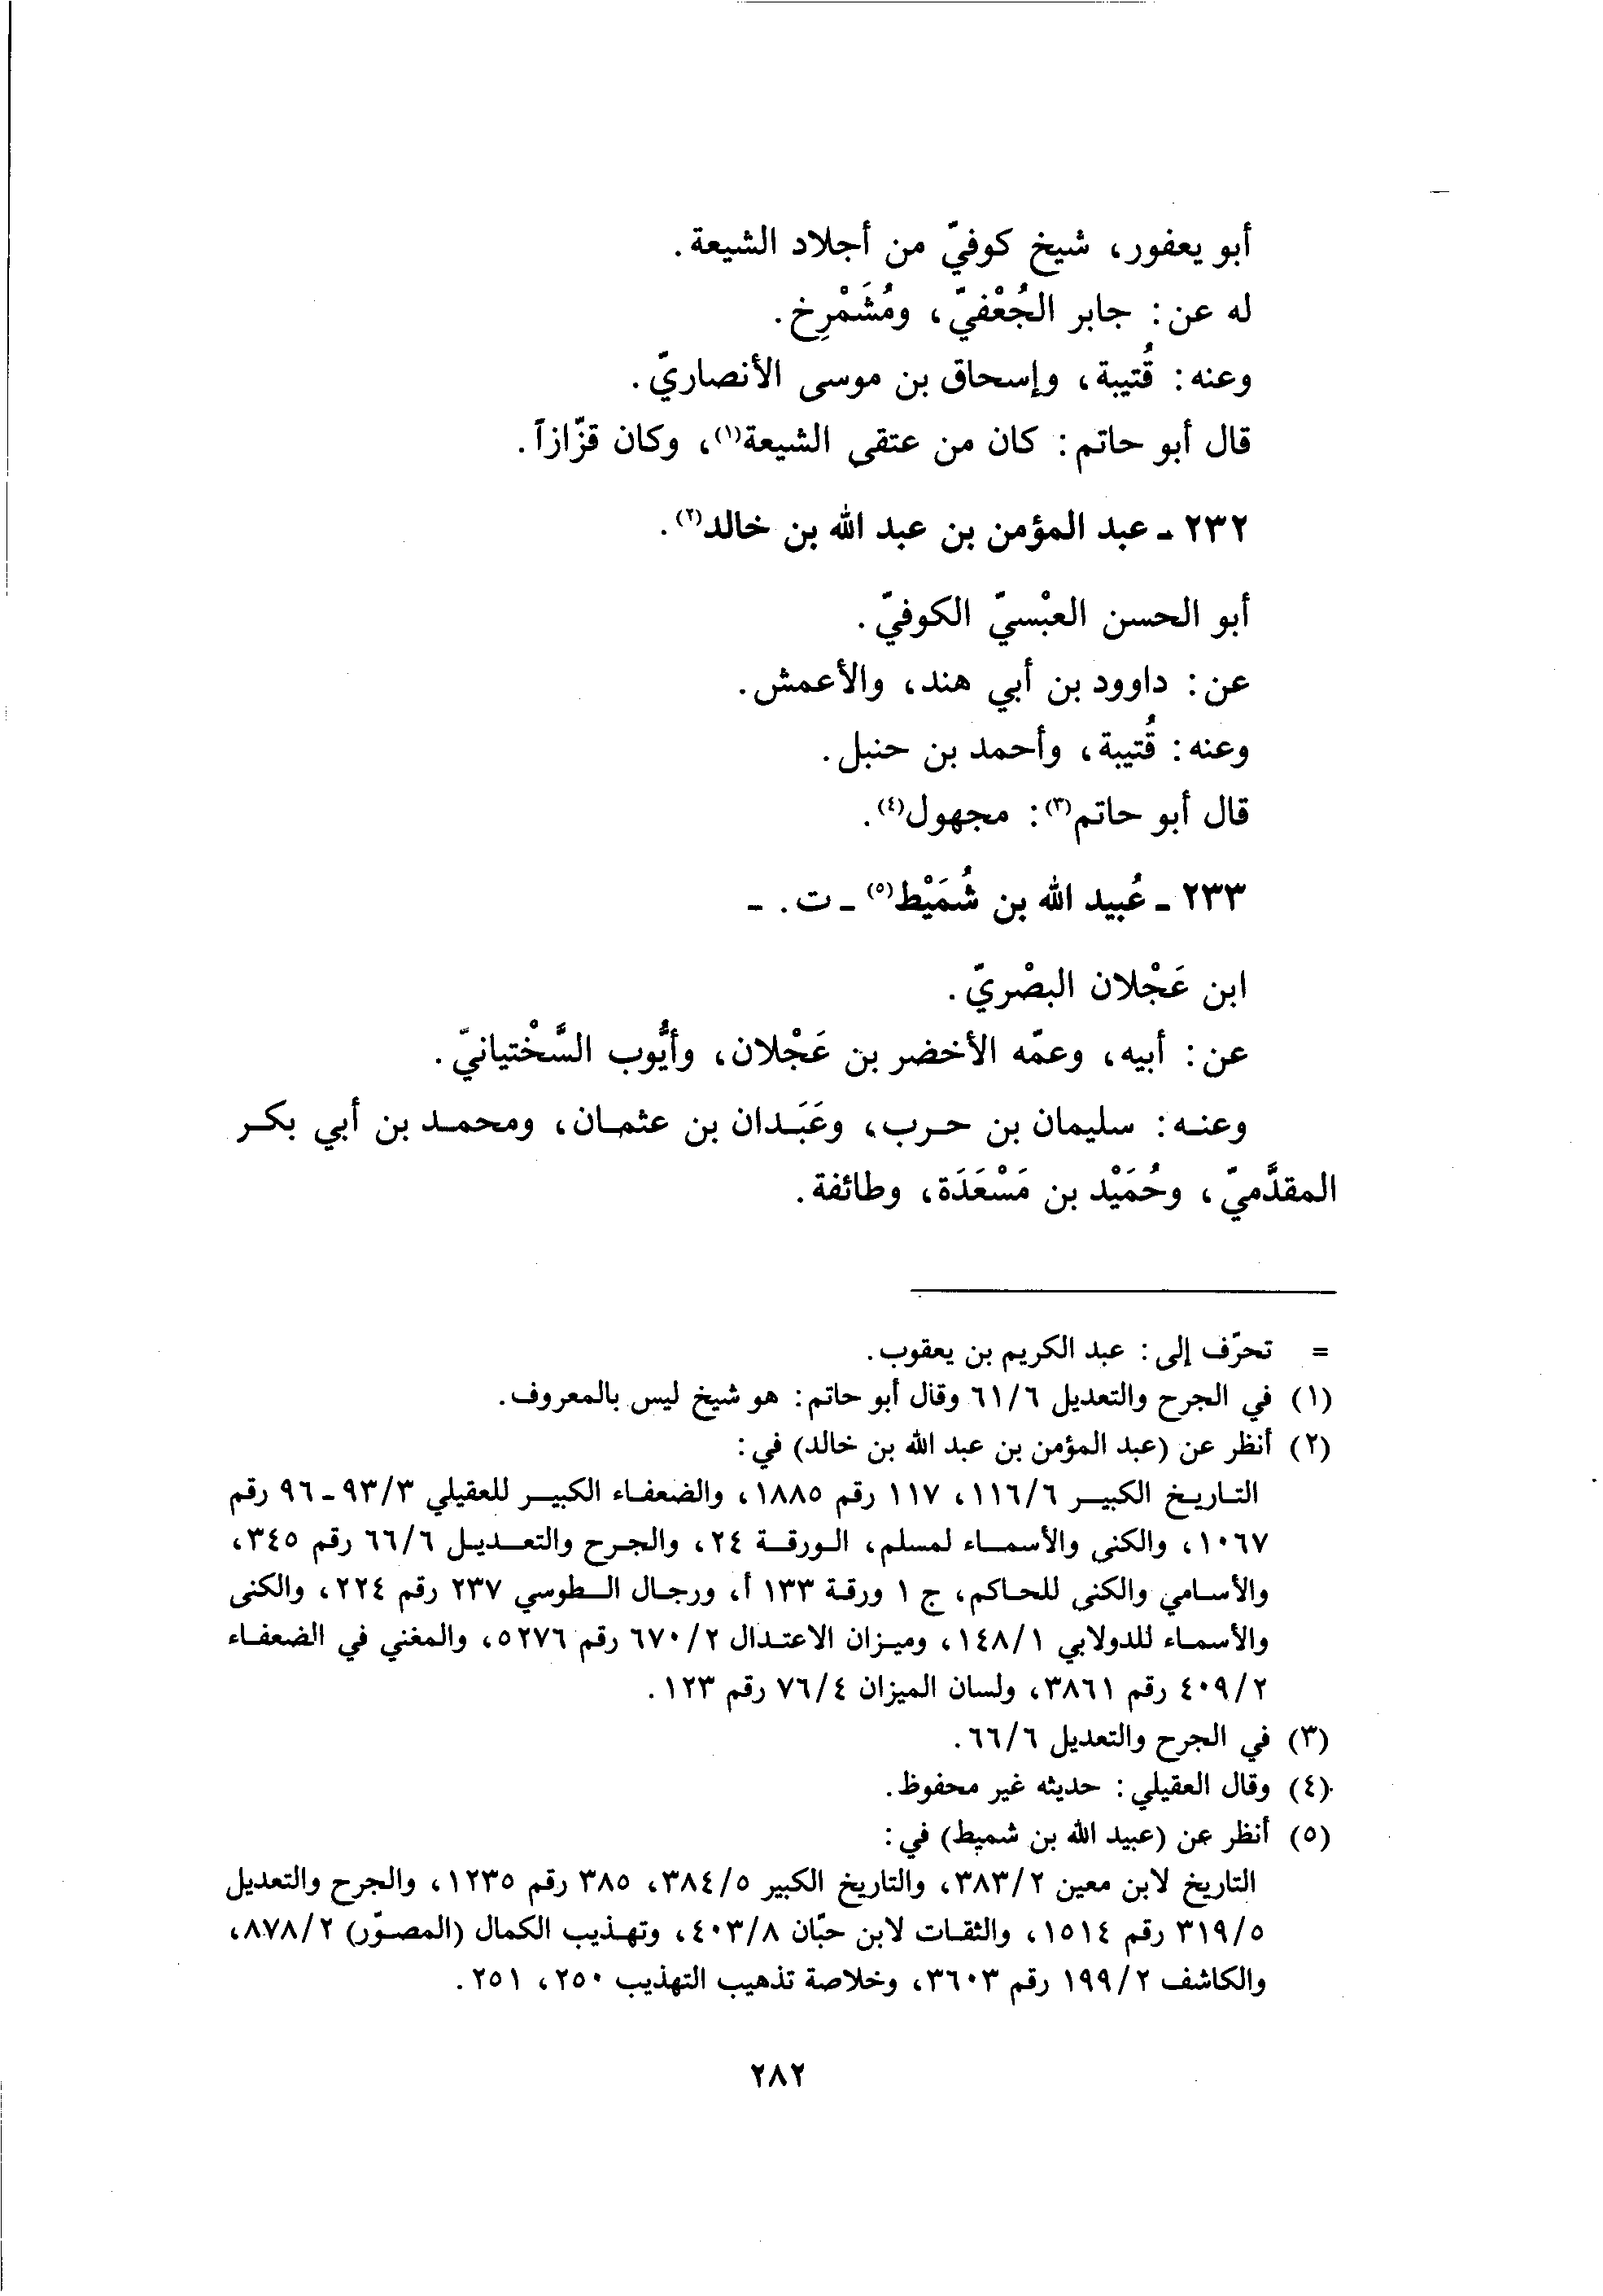 أبو يعفور، شيخ كوفيّ من أجلاد الشيعة.
له عن: جابر الجُعْفيّ، ومُشَمْرِخ.
وعنه: قُتيبة، وإسحاق بن موسى الأنصاريّ.
قال أبو حاتم: كان من عتقى الشيعة(١)، وكان قزّازاً.
٢٣٢ - عبد المؤمن بن عبد الله بن خالد(٢).
أبو الحسن العبْسيّ الكوفيّ.
عن: داوود بن أبي هند، والأعمش.
وعنه: قُتيبة، وأحمد بن حنبل.
قال أبو حاتم(٣): مجهول(٤).
٢٣٣ - عُبيد الله بن شُمَيْط(٥) - ت. -
ابن عَجْلان البصْريّ.
عن: أبيه، وعمّه الأخضر بن عَجْلان، وأيُّوب السَّخْتيانيّ.
وعنه: سليمان بن حرب، وعَبَدان بن عثمان، ومحمد بن أبي بكر
المقدَّميّ، وحُمَيْد بن مَسْعَدَة، وطائفة.
= تحرّف إلى: عبد الكريم بن يعقوب.
(١) في الجرح والتعديل ٦١/٦ وقال أبو حاتم: هو شيخ ليس بالمعروف.
(٢) أنظر عن (عبد المؤمن بن عبد الله بن خالد) في:
التاريخ الكبير ١١٦/٦، ١١٧ رقم ١٨٨٥، والضعفاء الكبير للعقيلي ٩٣/٣ - ٩٦ رقم
١٠٦٧، والكنى والأسماء لمسلم، الورقة ٢٤، والجرح والتعديل ٦٦/٦ رقم ٣٤٥،
والأسامي والكنى للحاكم، ج ١ ورقة ١٣٣ أ، ورجال الطوسي ٢٣٧ رقم ٢٢٤، والكنى
والأسماء للدولابي ١٤٨/١، وميزان الاعتدال ٦٧٠/٢ رقم ٥٢٧٦، والمغني في الضعفاء
٤٠٩/٢ رقم ٣٨٦١، ولسان الميزان ٧٦/٤ رقم ١٢٣.
(٣) في الجرح والتعديل ٦٦/٦.
(٤) وقال العقيلي: حديثه غير محفوظ.
(٥) أنظر عن (عبيد الله بن شميط) في:
التاريخ لابن معين ٣٨٣/٢، والتاريخ الكبير ٣٨٤/٥، ٣٨٥ رقم ١٢٣٥، والجرح والتعديل
٣١٩/٥ رقم ١٥١٤، والثقات لابن حبّان ٤٠٣/٨، وتهذيب الكمال (المصوّر) ٨٧٨/٢،
والكاشف ١٩٩/٢ رقم ٣٦٠٣، وخلاصة تذهيب التهذيب ٢٥٠، ٢٥١.
٢٨٢